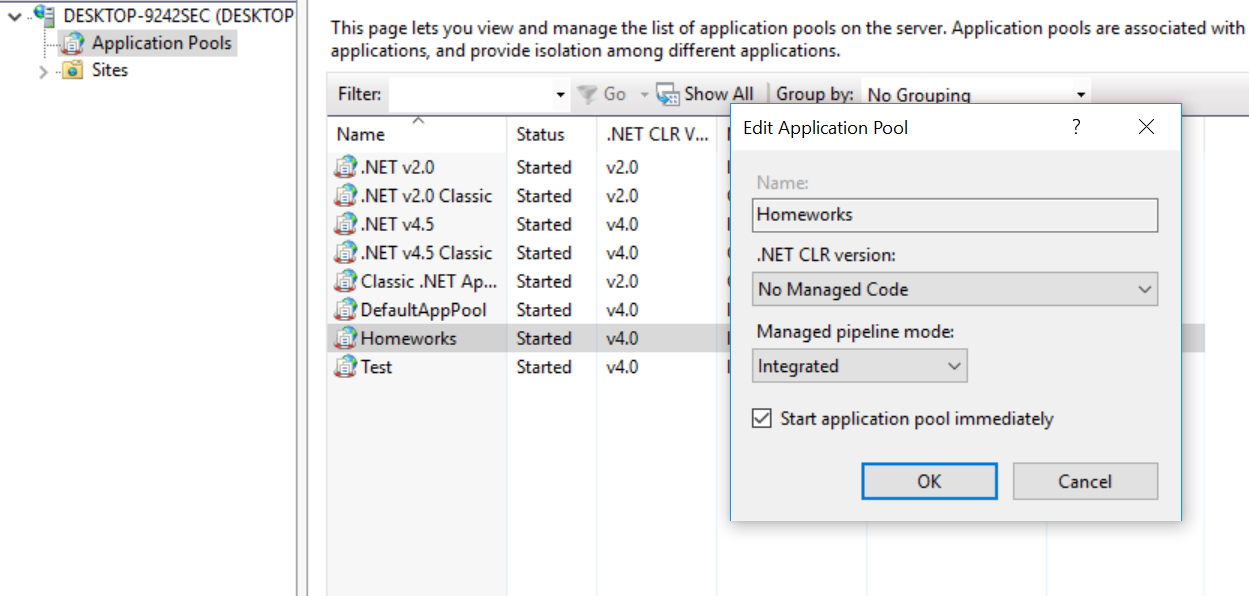 DESKTOP-9242SEC (DESKTOP
Application Pools
Sites
This page lets you view and manage the list of application pools on the server. Application pools are associated with
applications, and provide isolation among different applications.
Filter: Go Show All Group by: No Grouping
Name Status .NET CLR V...
.NET v2.0 Started v2.0
.NET v2.0 Classic Started v2.0
.NET v4.5 Started v4.0
.NET v4.5 Classic Started v4.0
Classic .NET Ap... Started v2.0
DefaultAppPool Started v4.0
Homeworks Started v4.0
Test Started v4.0
Edit Application Pool ?
Name:
Homeworks
.NET CLR version:
No Managed Code
Managed pipeline mode:
Integrated
Start application pool immediately
OK Cancel